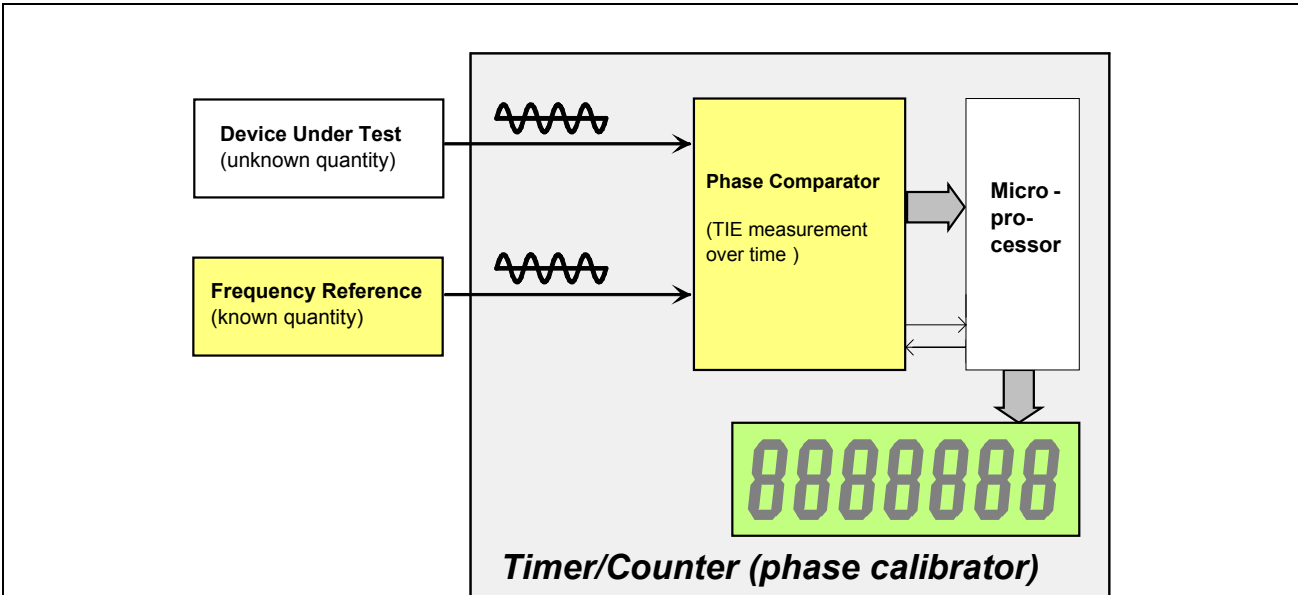 Device Under Test
(unknown quantity)
Frequency Reference
(known quantity)
Phase Comparator
(TIE measurement
over time )
Micro -
pro-
cessor
8888888
Timer/Counter (phase calibrator)